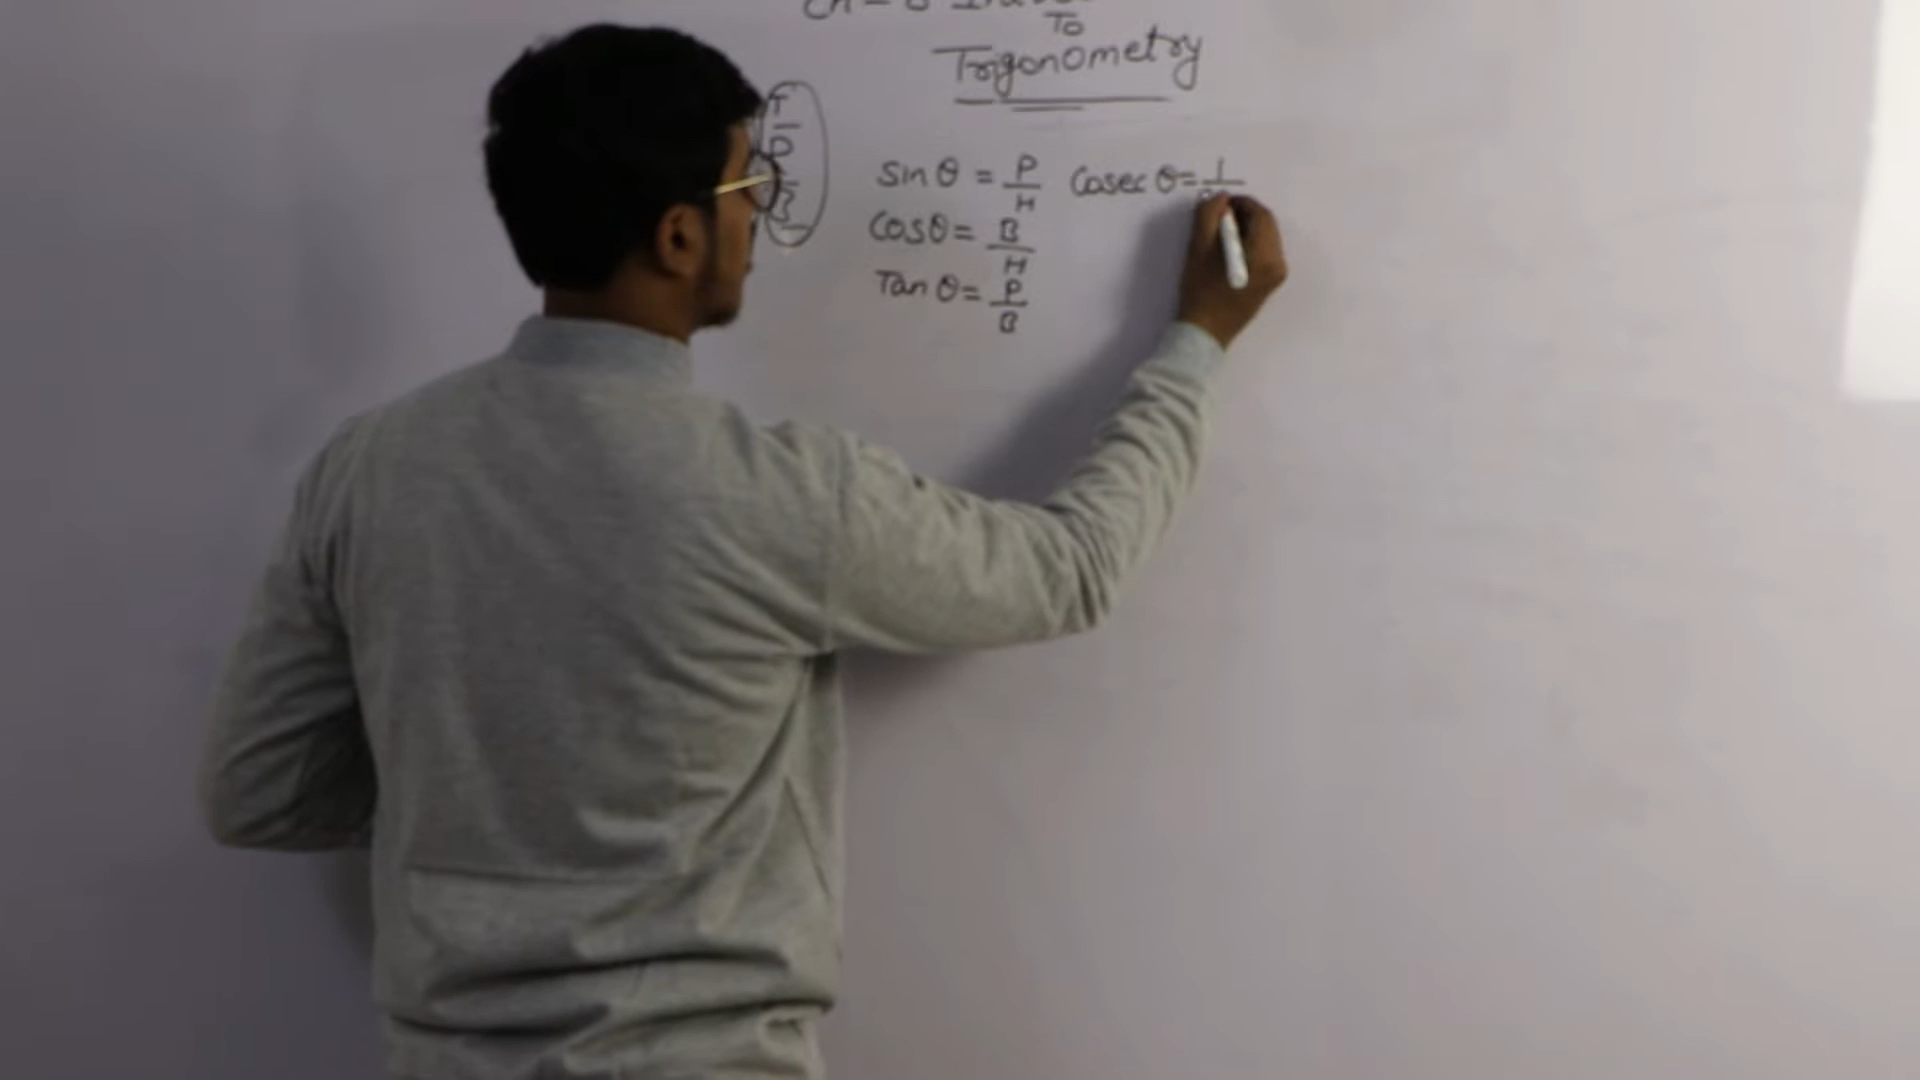 To
Trigonometry
T
P
B
sin θ = P/H Cosec θ = 1/
Cosθ = B/H
Tan θ = P/B